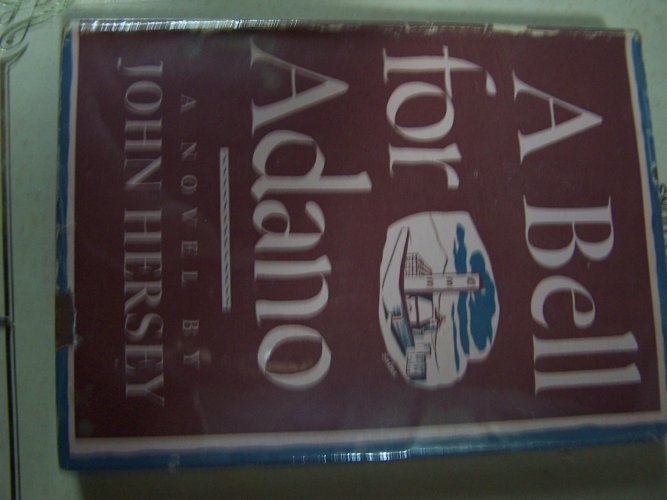 A Bell
for
Adano
A NOVEL BY
JOHN HERSEY